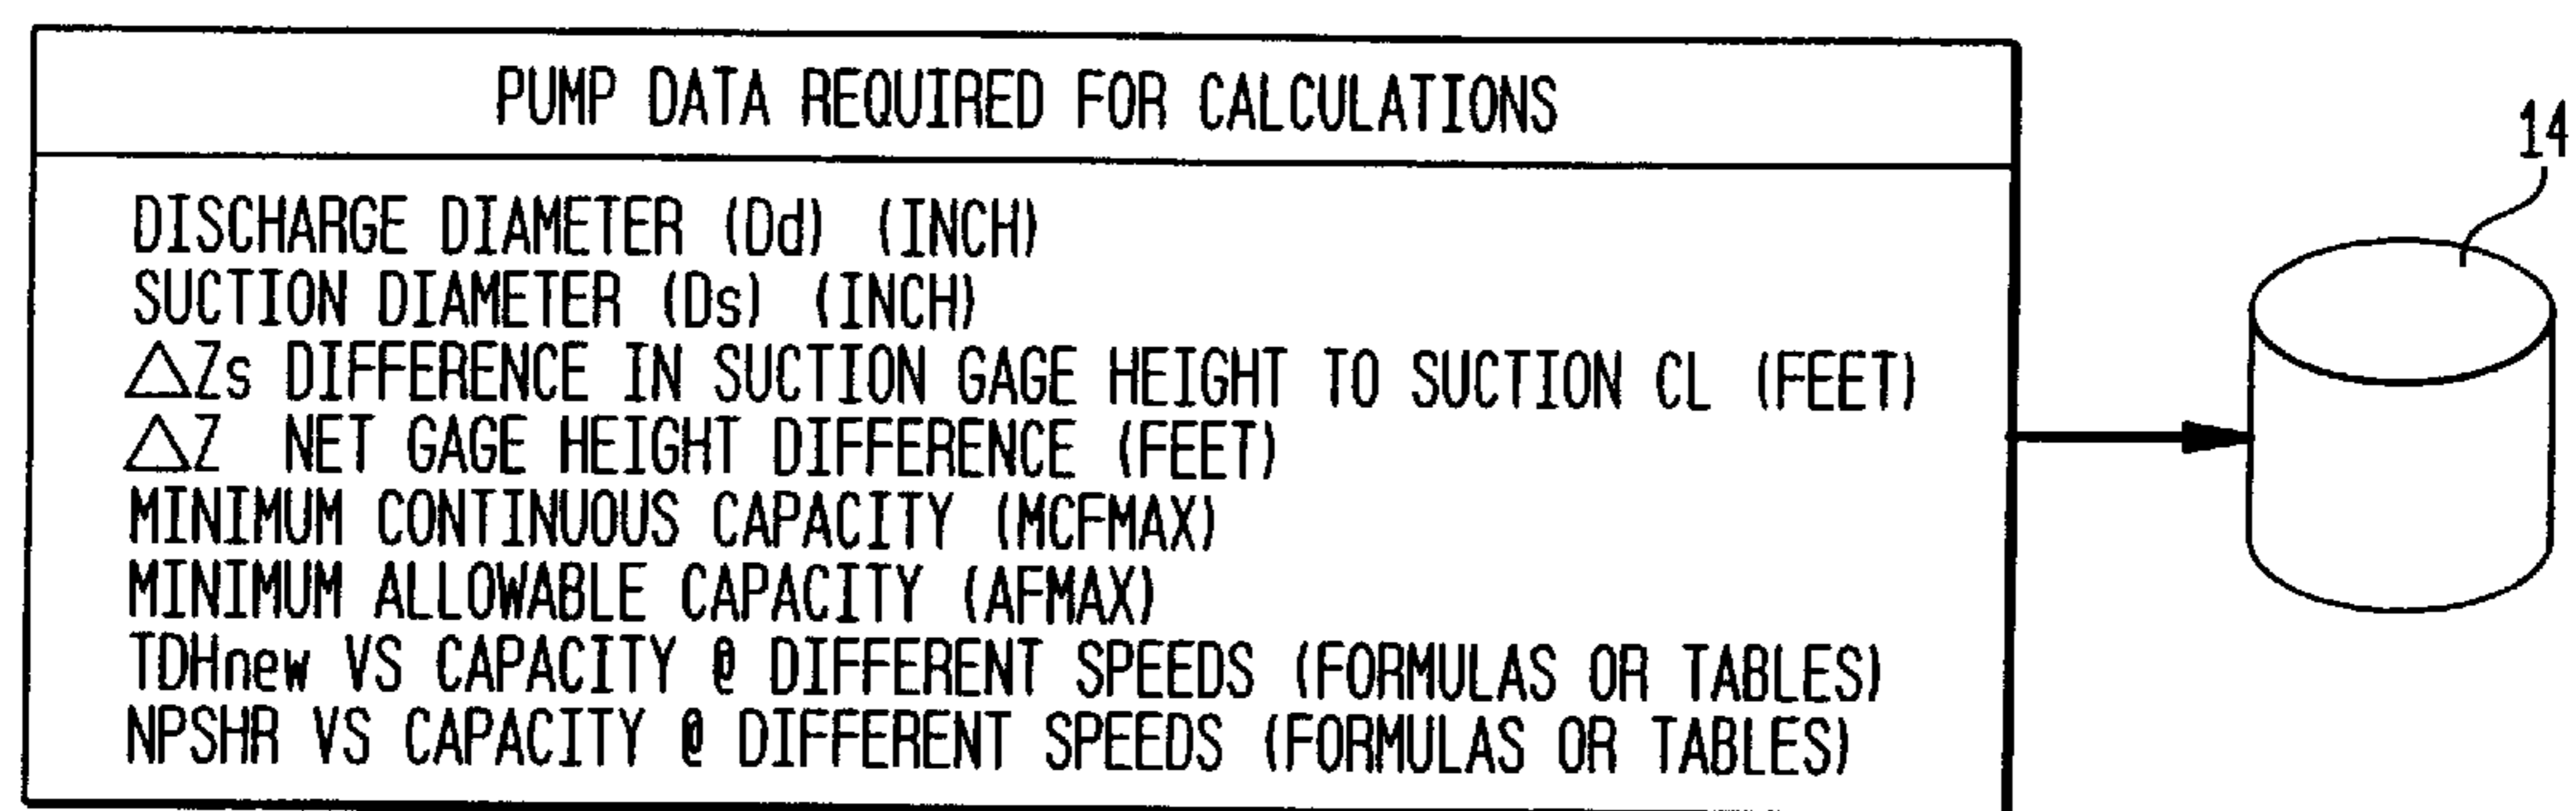 PUMP DATA REQUIRED FOR CALCULATIONS
14
DISCHARGE DIAMETER (Dd) (INCH)
SUCTION DIAMETER (Ds) (INCH)
△Zs DIFFERENCE IN SUCTION GAGE HEIGHT TO SUCTION CL (FEET)
△Z NET GAGE HEIGHT DIFFERENCE (FEET)
MINIMUM CONTINUOUS CAPACITY (MCFMAX)
MINIMUM ALLOWABLE CAPACITY (AFMAX)
TDHnew VS CAPACITY @ DIFFERENT SPEEDS (FORMULAS OR TABLES)
NPSHR VS CAPACITY @ DIFFERENT SPEEDS (FORMULAS OR TABLES)